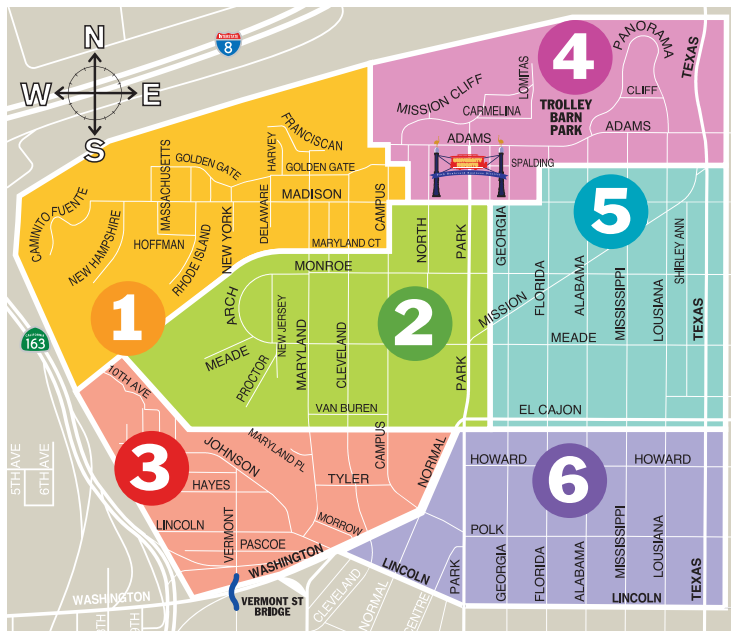 N
W E
S
INTERSTATE
8
4
PANORAMA
TEXAS
LOMITAS
MISSION CLIFF
CARMELINA
CLIFF
TROLLEY
BARN
PARK
ADAMS
ADAMS
UNIVERSITY
HEIGHTS
SPALDING
FRANCISCAN
HARVEY
MASSACHUSETTS
GOLDEN GATE
GOLDEN GATE
MADISON
CAMPUS
DELAWARE
CAMINITO FUENTE
NEW HAMPSHIRE
HOFFMAN
RHODE ISLAND
NEW YORK
MARYLAND CT
1
5
NORTH
PARK
GEORGIA
SHIRLEY ANN
MONROE
ARCH
NEW JERSEY
MARYLAND
CLEVELAND
2
MISSION
FLORIDA
ALABAMA
MISSISSIPPI
LOUISIANA
TEXAS
MEADE
MEADE
PROCTOR
PARK
VAN BUREN
EL CAJON
CALIFORNIA
163
10TH AVE
3
JOHNSON
MARYLAND PL
CAMPUS
NORMAL
HAYES
TYLER
5TH AVE
6TH AVE
LINCOLN
VERMONT
PASCOE
MORROW
WASHINGTON
WASHINGTON
VERMONT ST
BRIDGE
6
HOWARD
HOWARD
POLK
LINCOLN
PARK
GEORGIA
FLORIDA
ALABAMA
MISSISSIPPI
LOUISIANA
TEXAS
LINCOLN
CLEVELAND
NORMAL
CENTRE